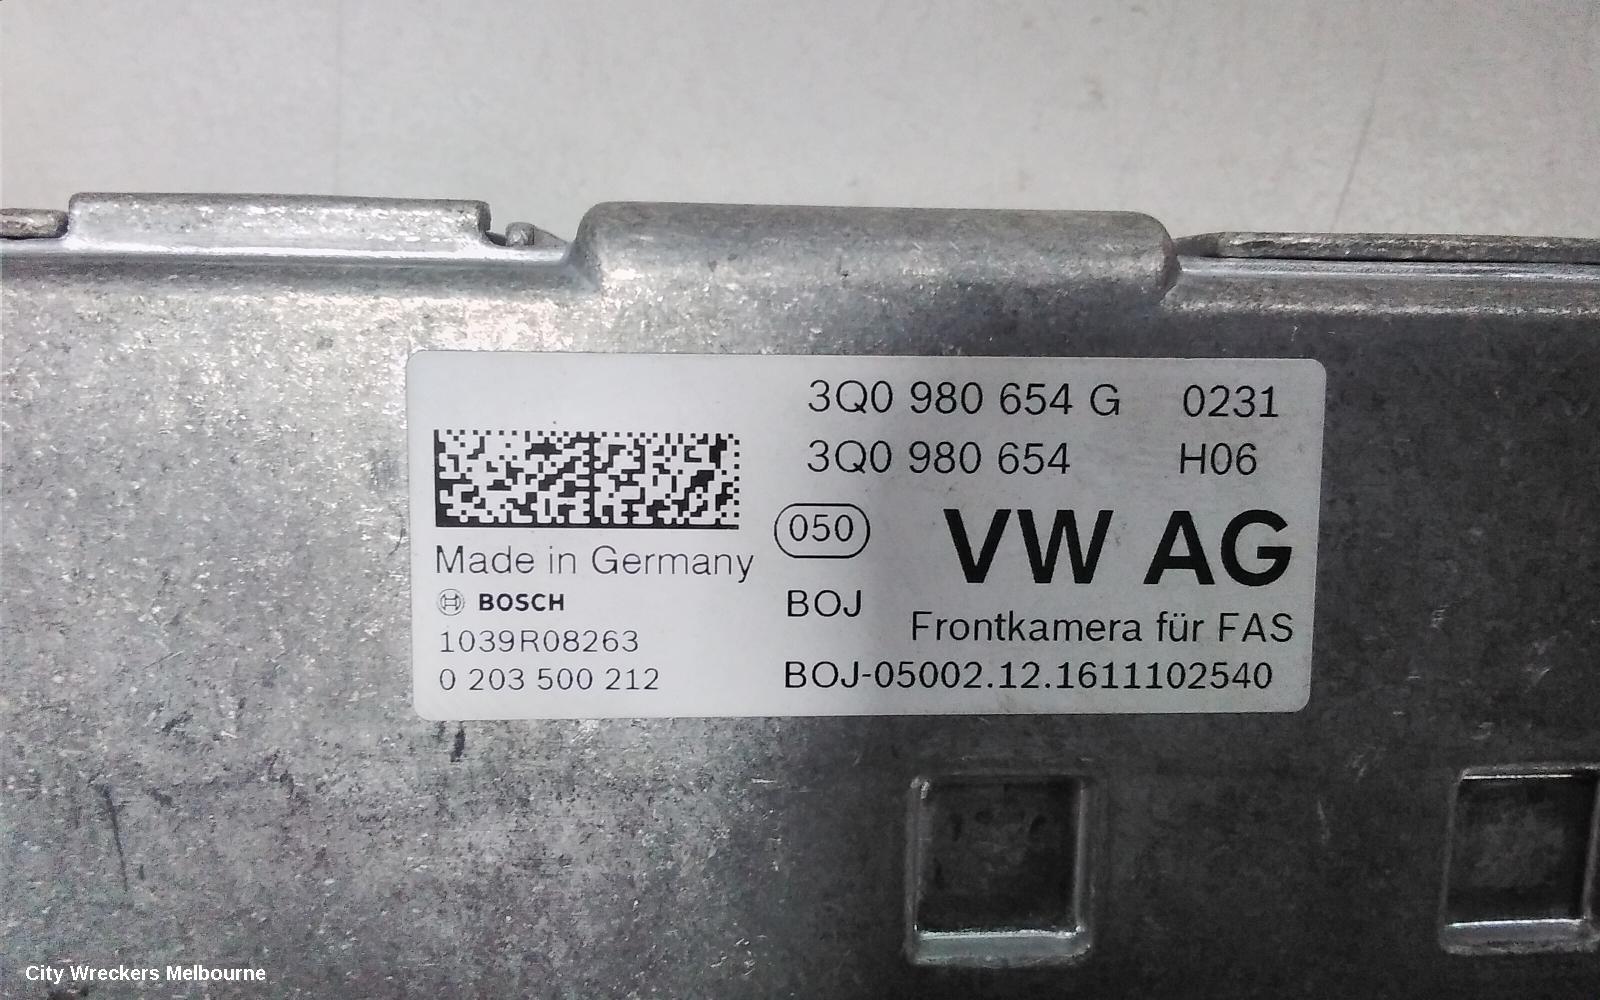 3Q0 980 654 G 0231
3Q0 980 654 H06
050
VW AG
Made in Germany
BOSCH
BOJ
Frontkamera für FAS
1039R08263
0 203 500 212
BOJ-05002.12.1611102540
City Wreckers Melbourne